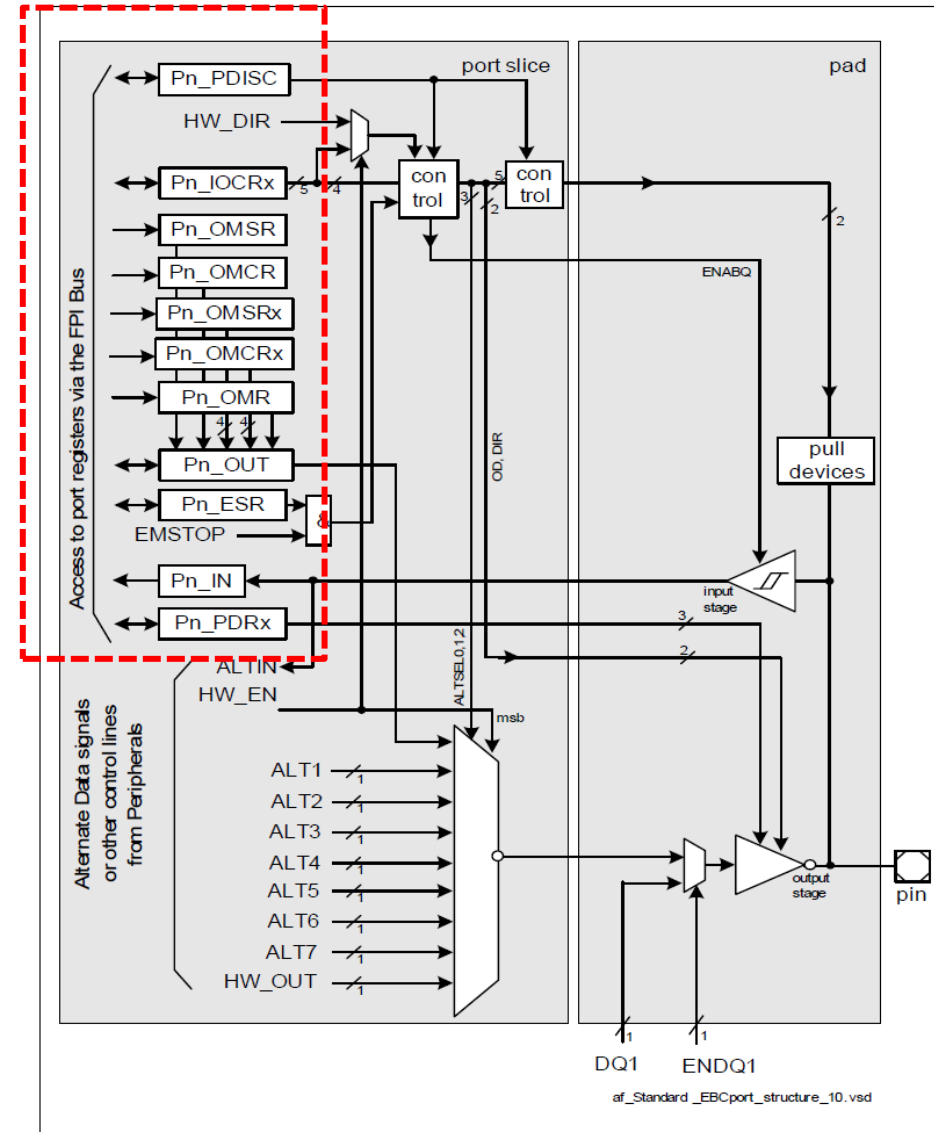 port slice
pad
Access to port registers via the FPI Bus
Pn_PDISC
HW_DIR
Pn_IOCRx
5
4
con
trol
3
2
5
con
trol
2
Pn_OMSR
Pn_OMCR
ENABQ
Pn_OMSRx
Pn_OMCRx
Pn_OMR
4
4
Pn_OUT
OD, DIR
pull
devices
Pn_ESR
&
EMSTOP
Pn_IN
input
stage
Pn_PDRx
3
2
ALTIN
HW_EN
ALTSEL0,1,2
msb
Alternate Data signals
or other control lines
from Peripherals
ALT1
1
ALT2
1
ALT3
1
ALT4
1
ALT5
1
ALT6
1
ALT7
1
HW_OUT
1
output
stage
pin
1
1
DQ1
ENDQ1
af_Standard _EBCport_structure_10.vsd